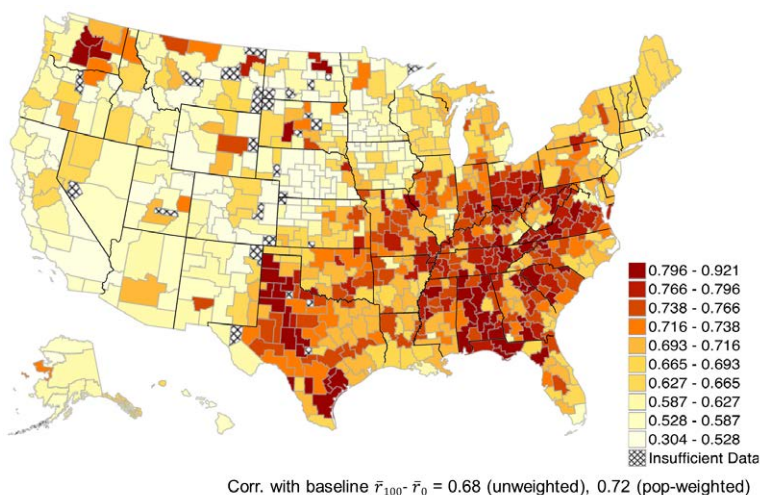 0.796 - 0.921
0.766 - 0.796
0.738 - 0.766
0.716 - 0.738
0.693 - 0.716
0.665 - 0.693
0.627 - 0.665
0.587 - 0.627
0.528 - 0.587
0.304 - 0.528
Insufficient Data
Corr. with baseline r̄₁₀₀- r̄₀ = 0.68 (unweighted), 0.72 (pop-weighted)